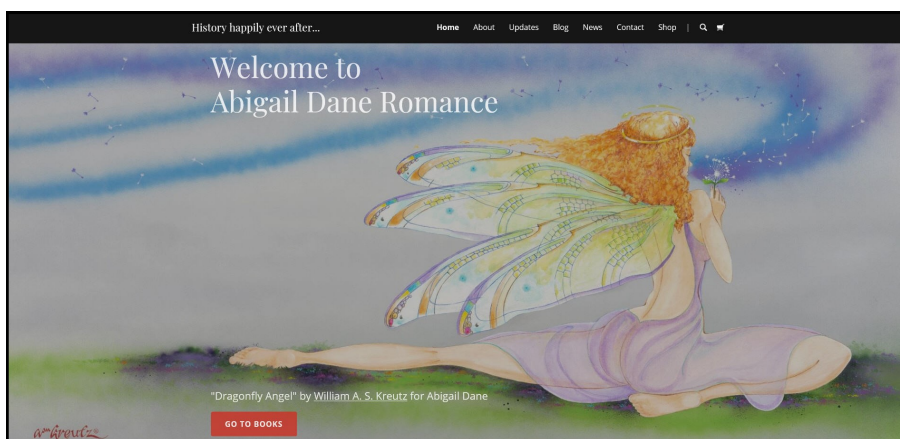 History happily ever after...
Home About Updates Blog News Contact Shop |
Welcome to
Abigail Dane Romance
"Dragonfly Angel" by William A. S. Kreutz for Abigail Dane
GO TO BOOKS